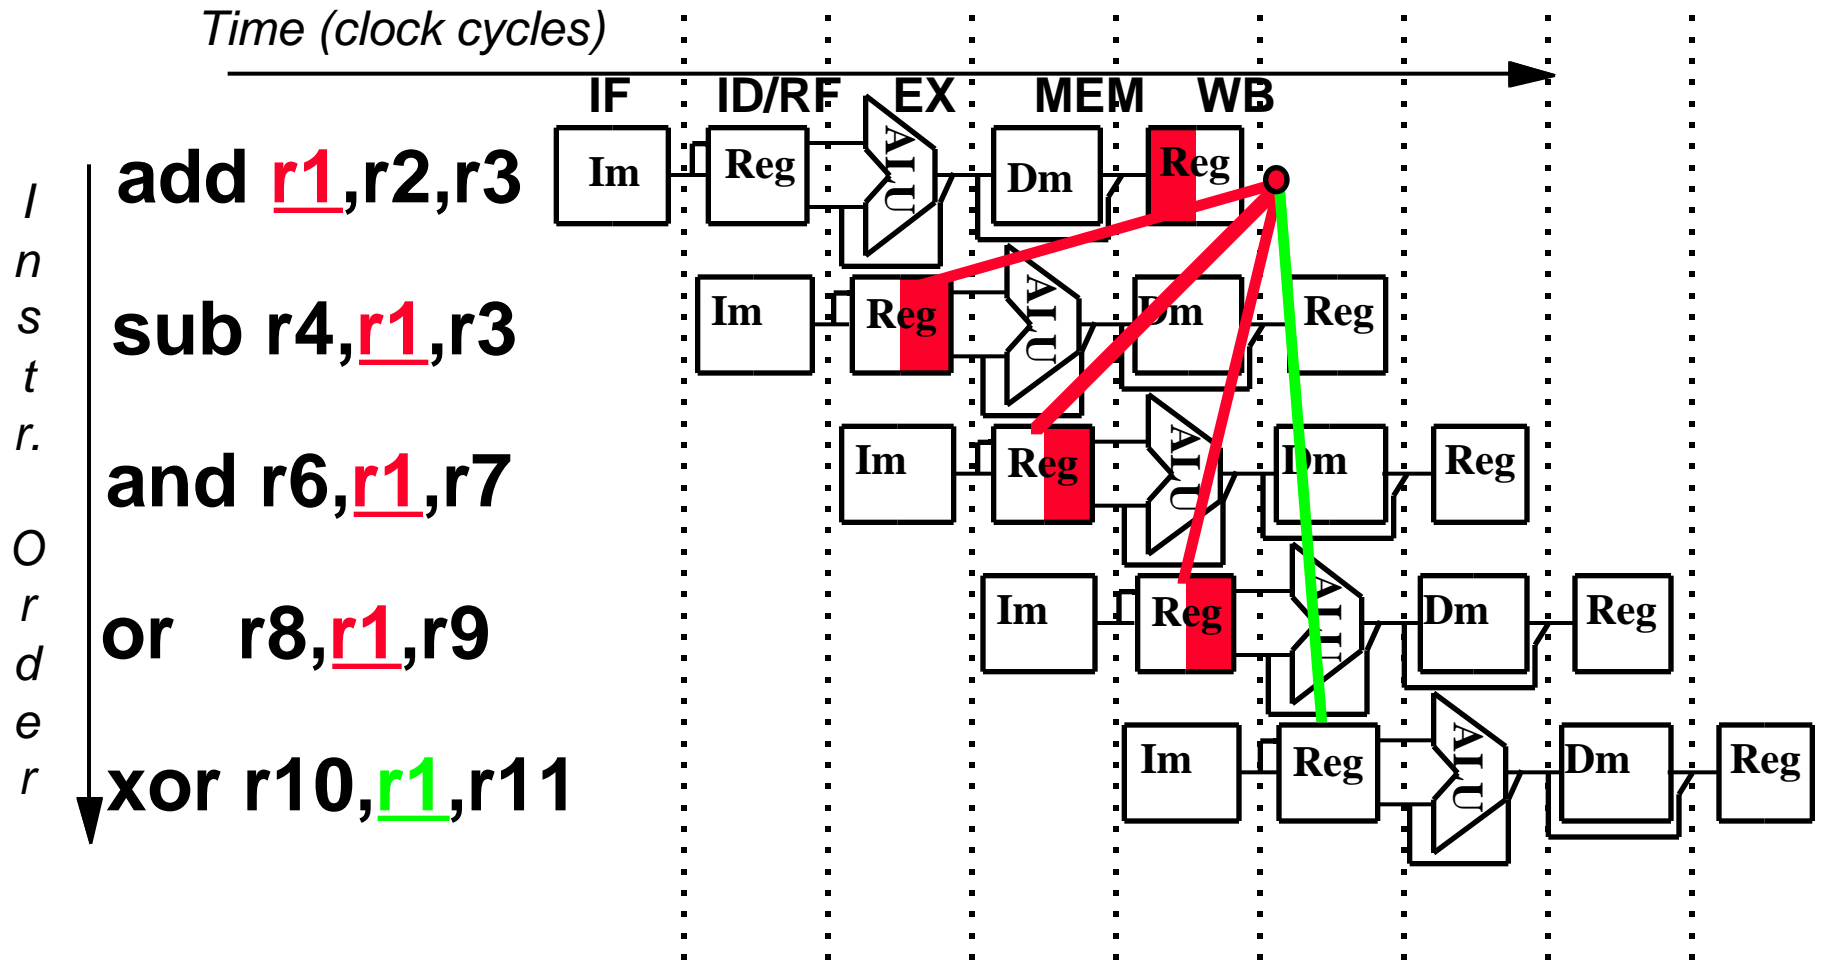 Time (clock cycles)
IF ID/RF EX MEM WB
Instr. Order
add r1,r2,r3 Im Reg ALU Dm Reg
sub r4,r1,r3 Im Reg ALU Dm Reg
and r6,r1,r7 Im Reg ALU Dm Reg
or r8,r1,r9 Im Reg ALU Dm Reg
xor r10,r1,r11 Im Reg ALU Dm Reg